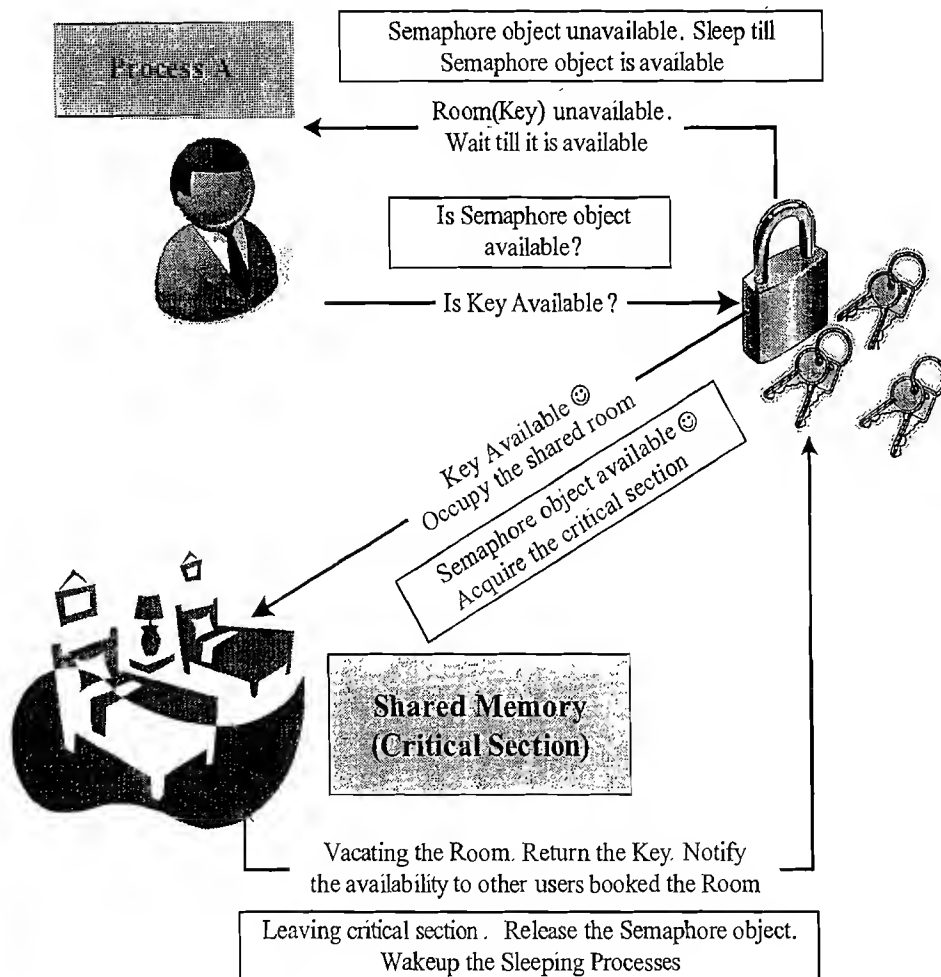 Process A
Semaphore object unavailable. Sleep till
Semaphore object is available
Room(Key) unavailable.
Wait till it is available
Is Semaphore object
available?
Is Key Available ?
Key Available ☺
Occupy the shared room
Semaphore object available ☺
Acquire the critical section
Shared Memory
(Critical Section)
Vacating the Room. Return the Key. Notify
the availability to other users booked the Room
Leaving critical section . Release the Semaphore object.
Wakeup the Sleeping Processes